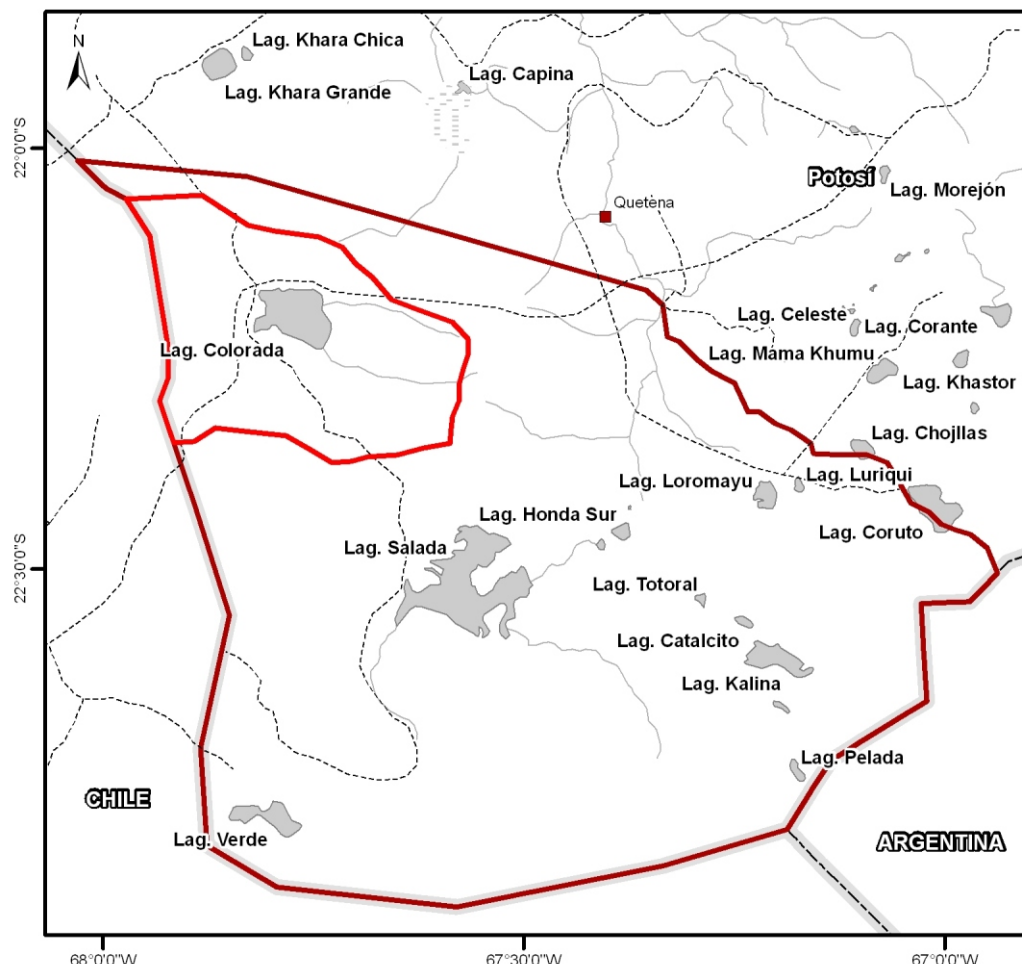 N
Lag. Khara Chica
Lag. Khara Grande
Lag. Capina
22°0'0"S
Potosí
Lag. Morejón
Quetena
Lag. Celeste
Lag. Corante
Lag. Colorada
Lag. Mama Khumu
Lag. Khastor
Lag. Chojllas
Lag. Luriqui
Lag. Loromayu
Lag. Honda Sur
Lag. Coruto
Lag. Salada
22°30'0"S
Lag. Totoral
Lag. Catalcito
Lag. Kalina
Lag. Pelada
CHILE
Lag. Verde
ARGENTINA
68°0'0"W
67°30'0"W
67°0'0"W